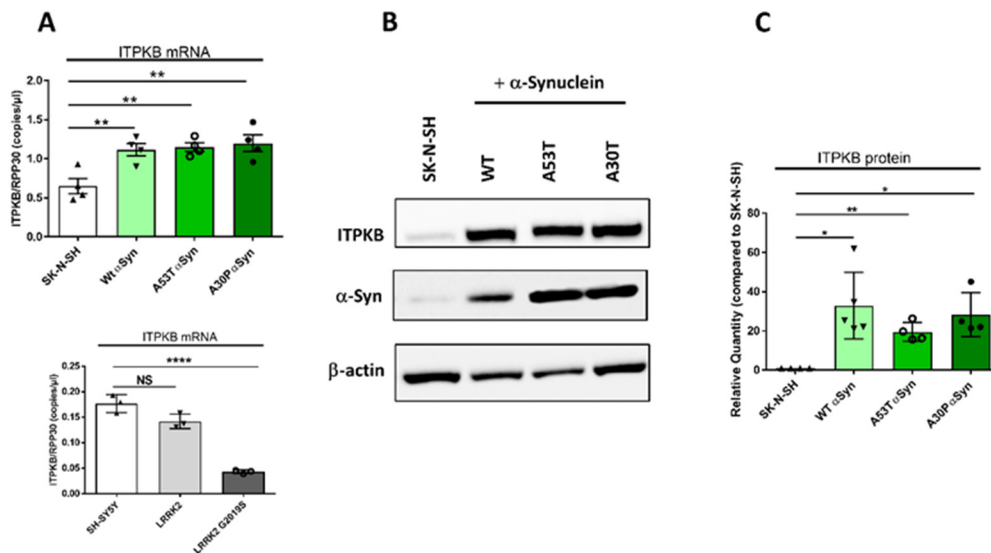 A
ITPKB mRNA
**
**
**
ITPKB/RPP30 (copies/µl)
2.0
1.5
1.0
0.5
0.0
SK-N-SH
Wt αSyn
A53T αSyn
A30P αSyn
ITPKB mRNA
****
NS
ITPKB/RPP30 (copies/µl)
0.25
0.20
0.15
0.10
0.05
0.00
SH-SY5Y
LRRK2
LRRK2 G2019S
B
+ α-Synuclein
SK-N-SH
WT
A53T
A30T
ITPKB
α-Syn
β-actin
C
ITPKB protein
*
**
*
Relative Quantity (compared to SK-N-SH)
80
60
40
20
0
SK-N-SH
WT αSyn
A53T αSyn
A30P αSyn